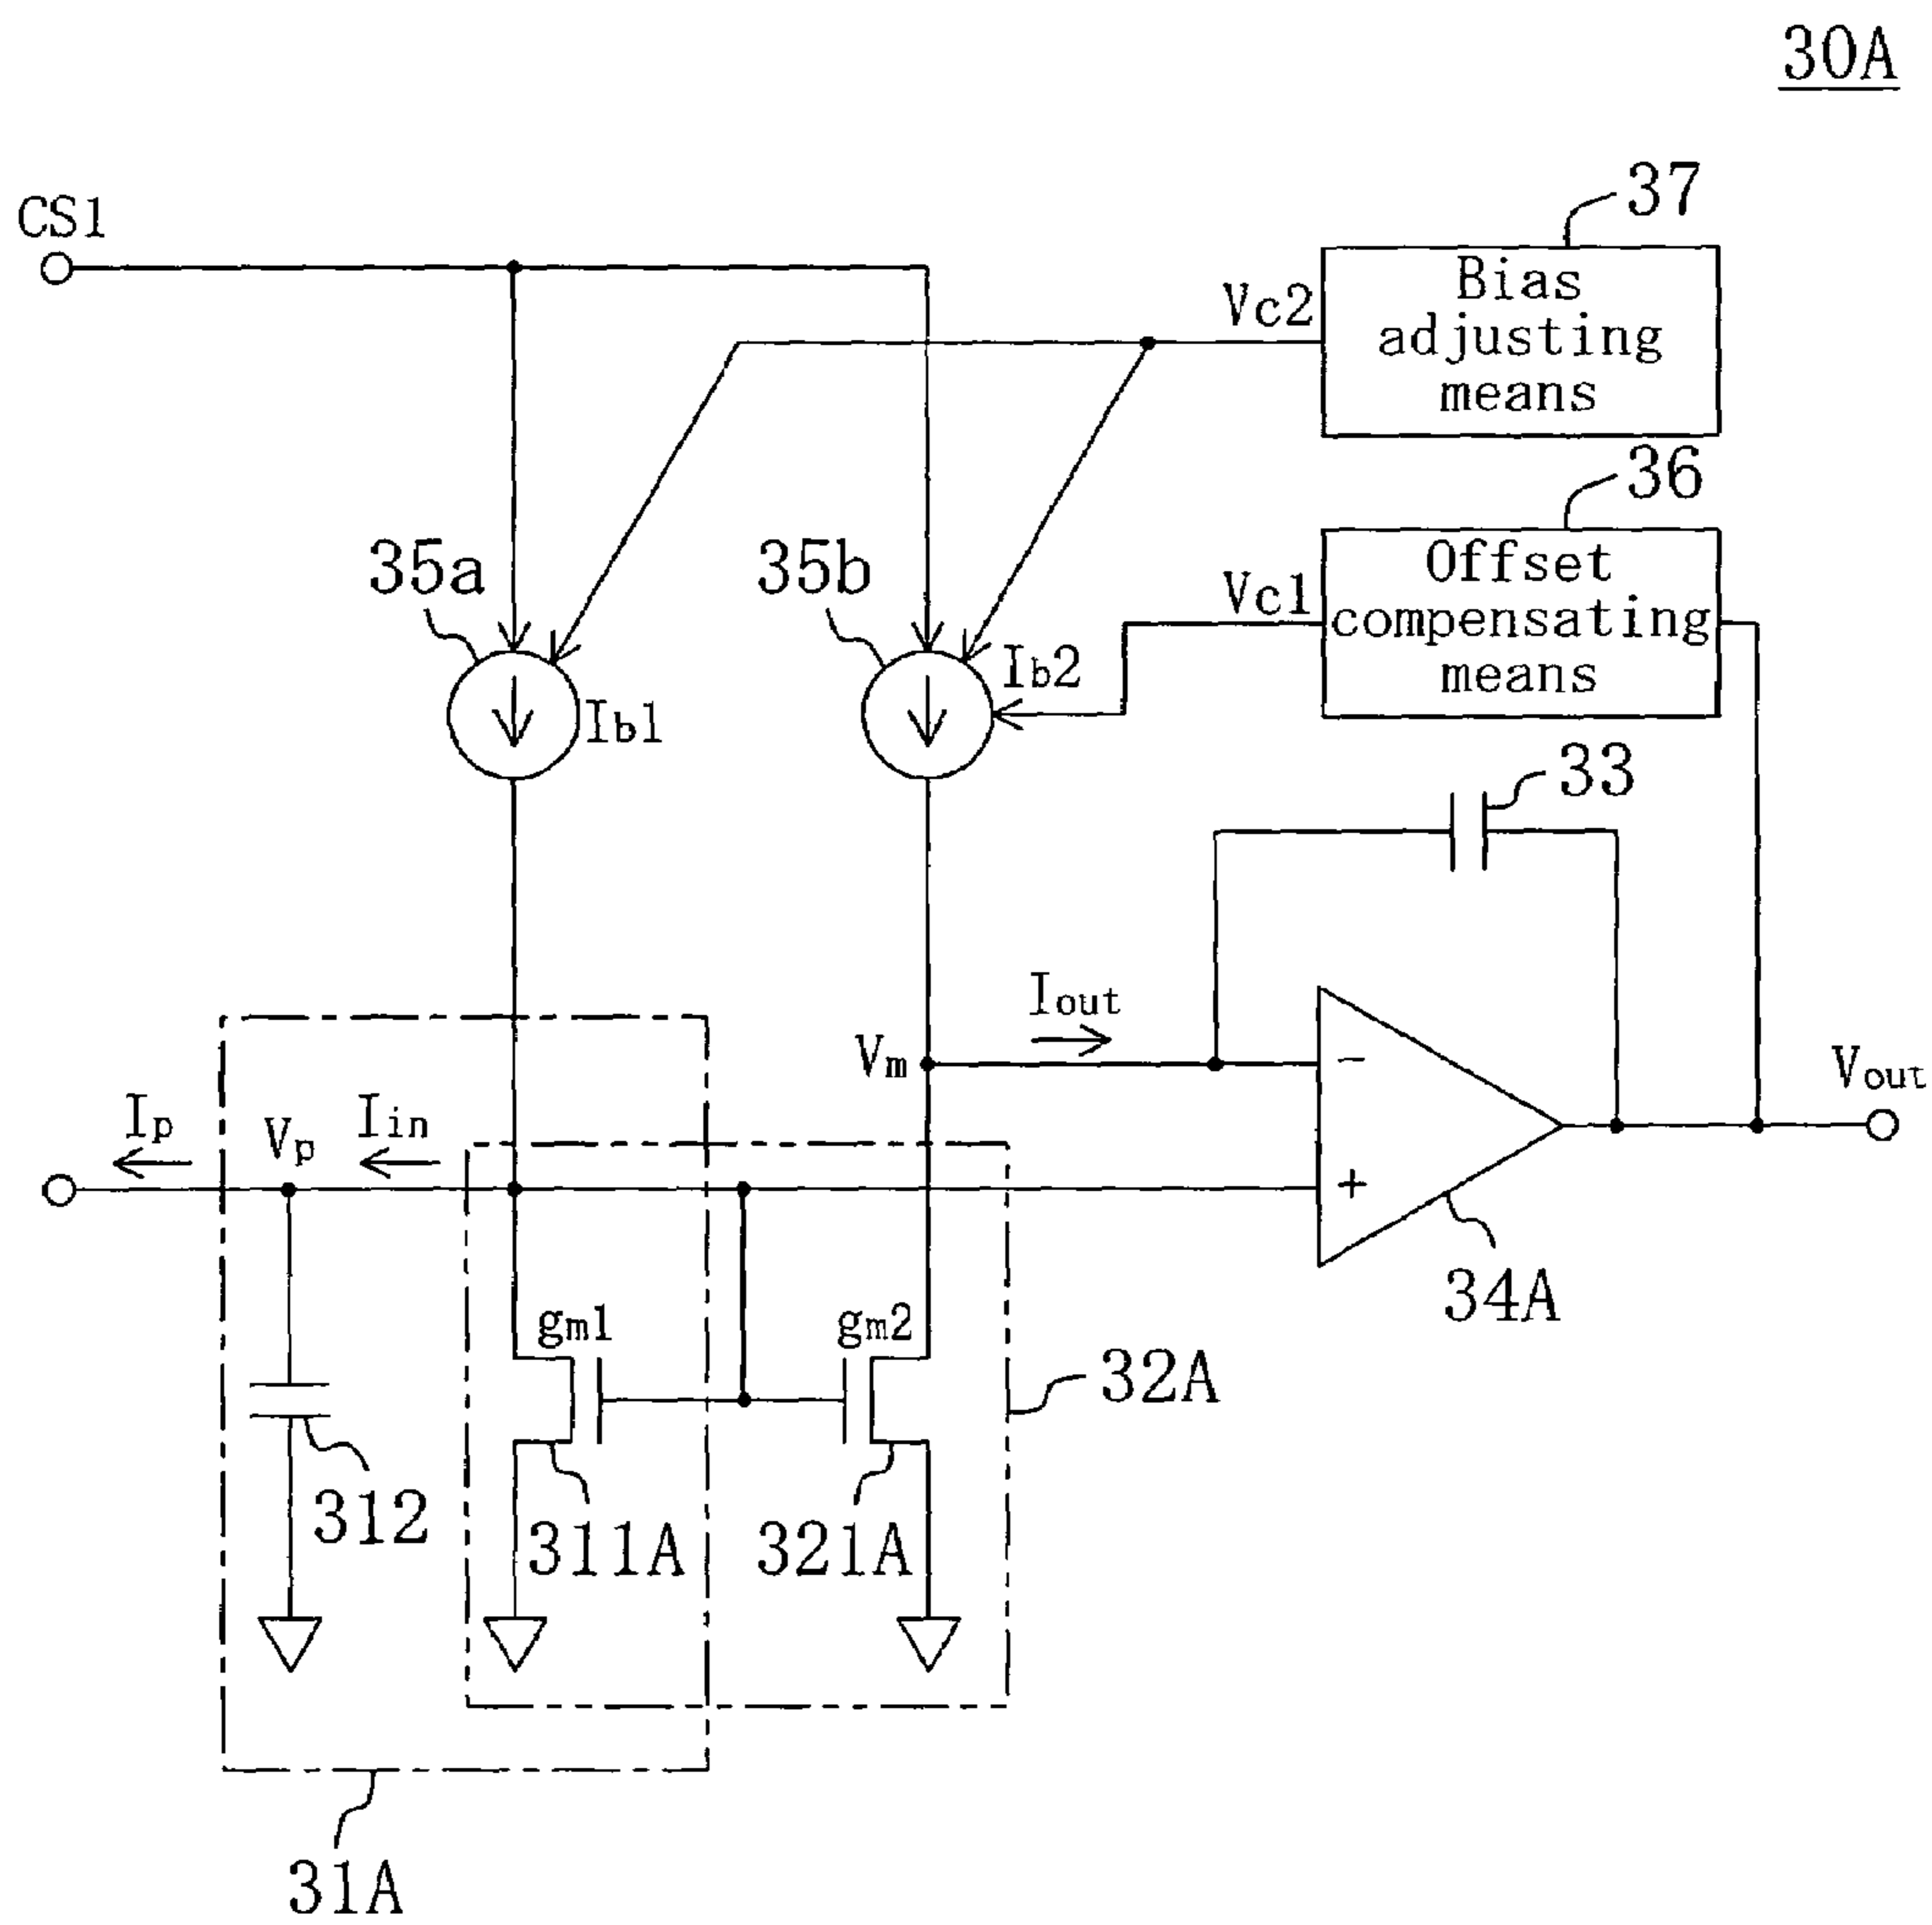 30A
37
CS1
Vc2
Bias
adjusting
means
36
35a
35b
Vc1
Offset
compensating
means
Ib1
Ib2
33
Iout
Vm
Vout
Ip
Vp
Iin
−
+
34A
gm1
gm2
32A
312
311A
321A
31A